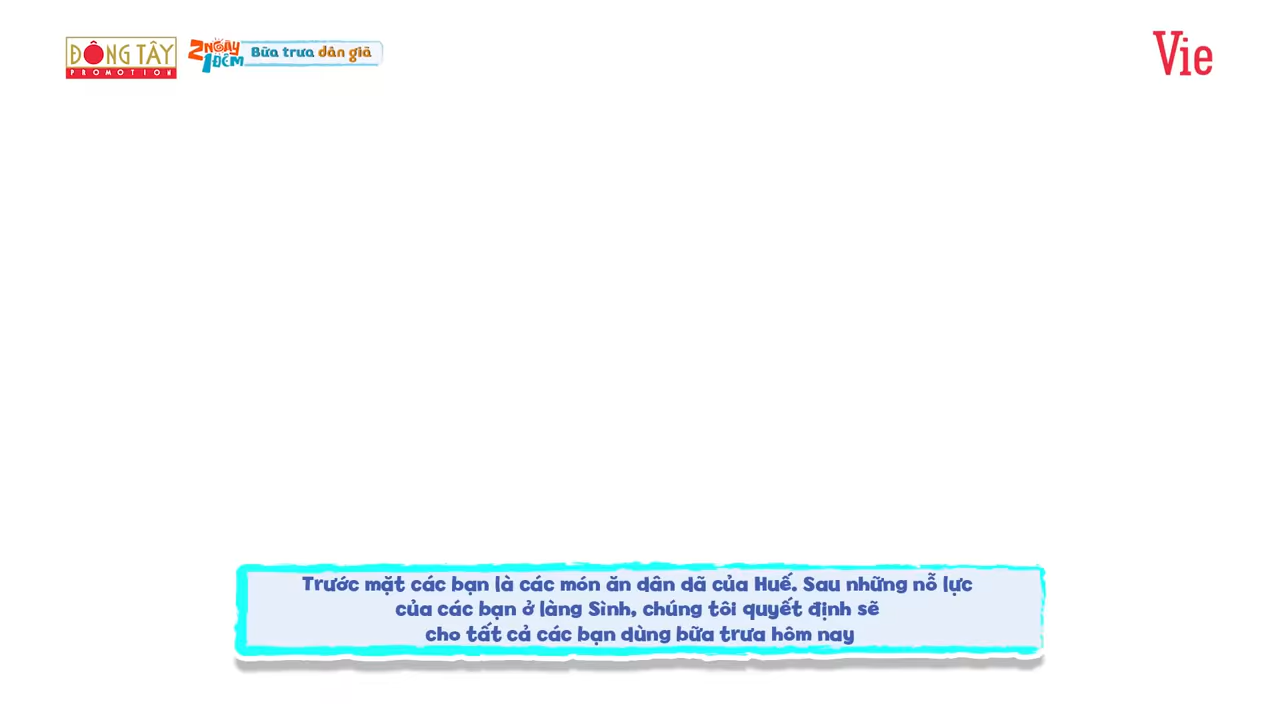 ĐÔNG TÂY
PROMOTION
2 NGÀY
1 ĐÊM
Bữa trưa dân giã
Vie
Trước mặt các bạn là các món ăn dân dã của Huế. Sau những nỗ lực
của các bạn ở làng Sình, chúng tôi quyết định sẽ
cho tất cả các bạn dùng bữa trưa hôm nay